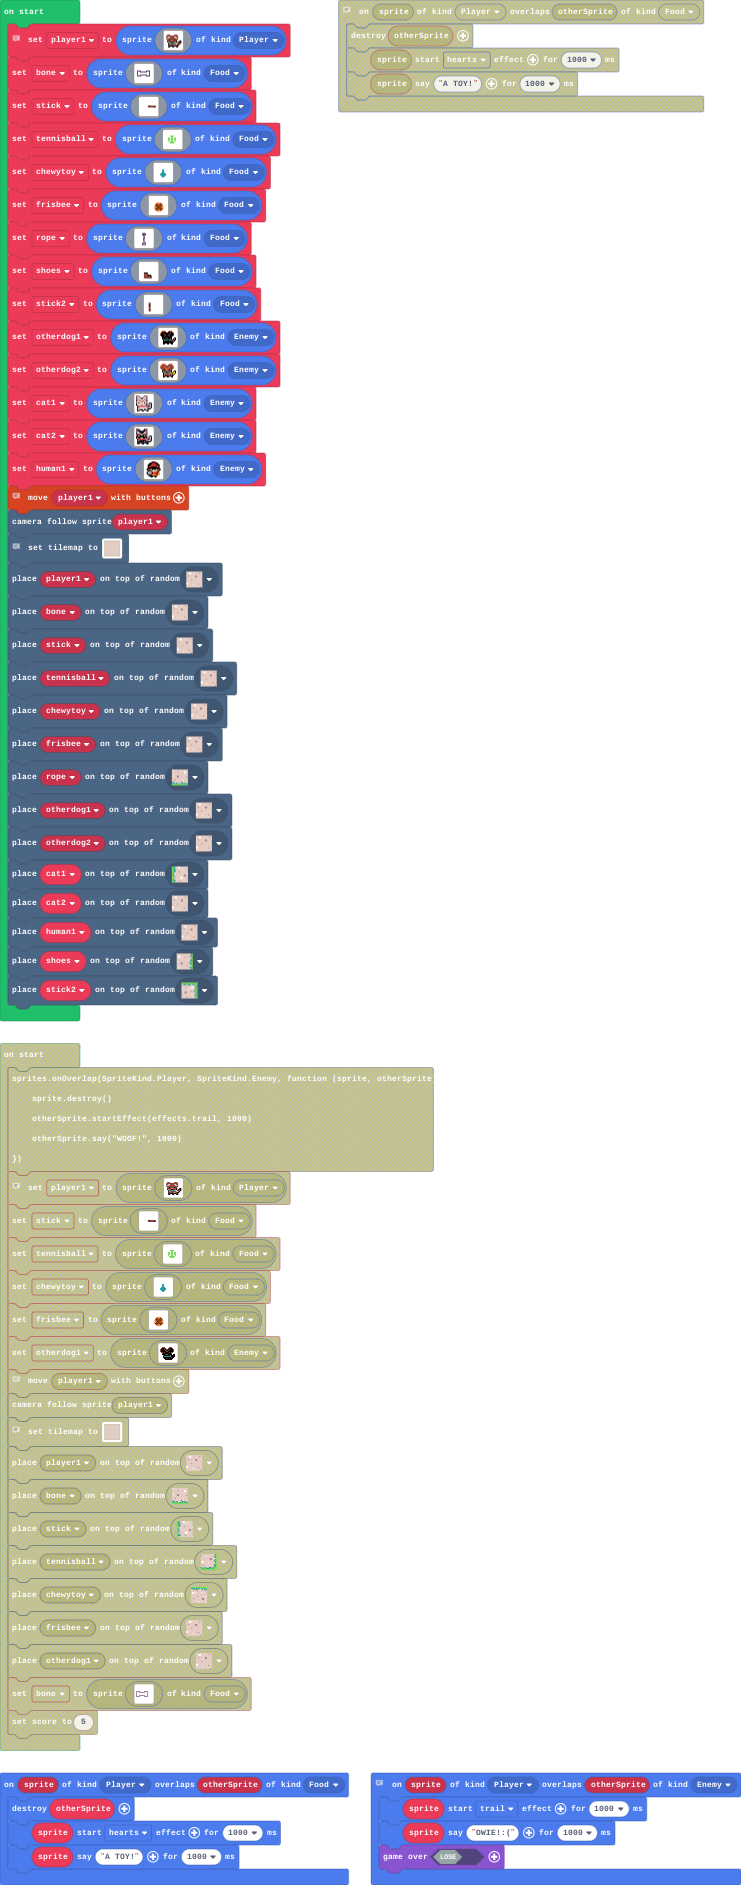 on start
set player1 to sprite of kind Player
set bone to sprite of kind Food
set stick to sprite of kind Food
set tennisball to sprite of kind Food
set chewytoy to sprite of kind Food
set frisbee to sprite of kind Food
set rope to sprite of kind Food
set shoes to sprite of kind Food
set stick2 to sprite of kind Food
set otherdog1 to sprite of kind Enemy
set otherdog2 to sprite of kind Enemy
set cat1 to sprite of kind Enemy
set cat2 to sprite of kind Enemy
set human1 to sprite of kind Enemy
move player1 with buttons
camera follow sprite player1
set tilemap to
place player1 on top of random
place bone on top of random
place stick on top of random
place tennisball on top of random
place chewytoy on top of random
place frisbee on top of random
place rope on top of random
place otherdog1 on top of random
place otherdog2 on top of random
place cat1 on top of random
place cat2 on top of random
place human1 on top of random
place shoes on top of random
place stick2 on top of random
on sprite of kind Player overlaps otherSprite of kind Food
destroy otherSprite
sprite start hearts effect for 1000 ms
sprite say "A TOY!" for 1000 ms
on start
sprites.onOverlap(SpriteKind.Player, SpriteKind.Enemy, function (sprite, otherSprite
sprite.destroy()
otherSprite.startEffect(effects.trail, 1000)
otherSprite.say("WOOF!", 1000)
})
set player1 to sprite of kind Player
set stick to sprite of kind Food
set tennisball to sprite of kind Food
set chewytoy to sprite of kind Food
set frisbee to sprite of kind Food
set otherdog1 to sprite of kind Enemy
move player1 with buttons
camera follow sprite player1
set tilemap to
place player1 on top of random
place bone on top of random
place stick on top of random
place tennisball on top of random
place chewytoy on top of random
place frisbee on top of random
place otherdog1 on top of random
set bone to sprite of kind Food
set score to 5
on sprite of kind Player overlaps otherSprite of kind Food
destroy otherSprite
sprite start hearts effect for 1000 ms
sprite say "A TOY!" for 1000 ms
on sprite of kind Player overlaps otherSprite of kind Enemy
sprite start trail effect for 1000 ms
sprite say "OWIE!:(" for 1000 ms
game over LOSE